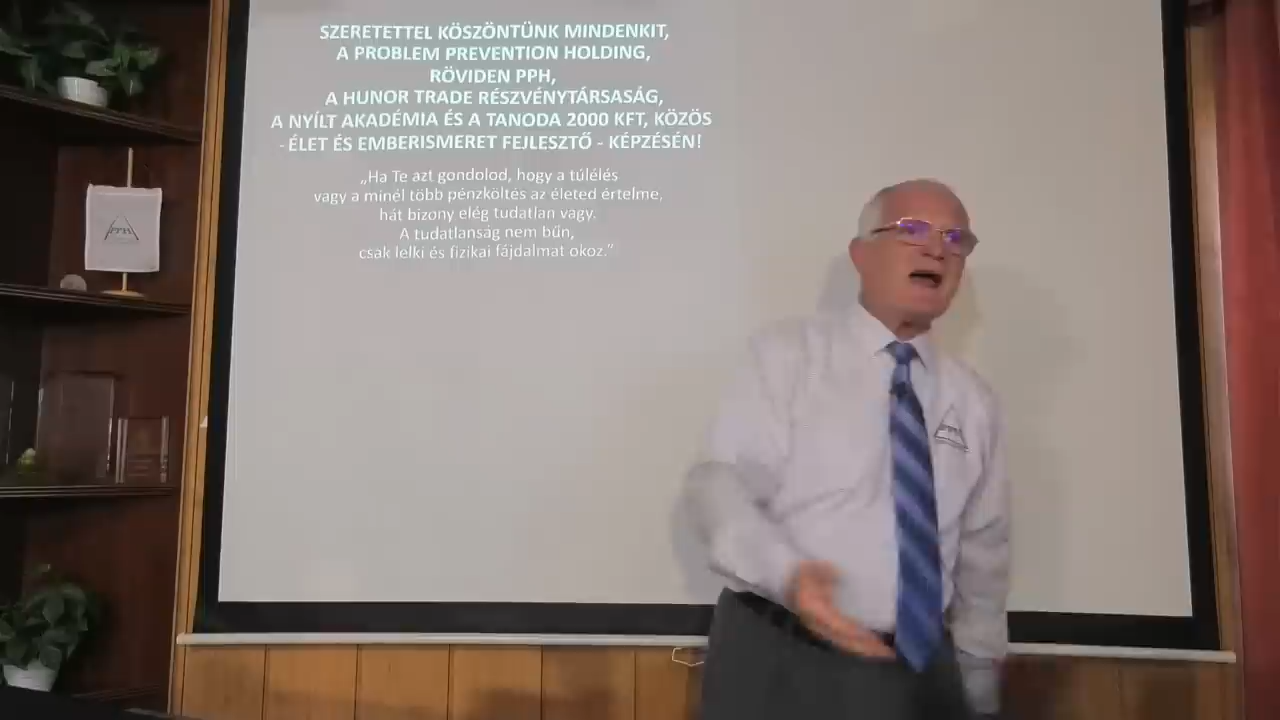 SZERETETTEL KÖSZÖNTÜNK MINDENKIT,
A PROBLEM PREVENTION HOLDING,
RÖVIDEN PPH,
A HUNOR TRADE RÉSZVÉNYTÁRSASÁG,
A NYÍLT AKADÉMIA ÉS A TANODA 2000 KFT, KÖZÖS
- ÉLET ÉS EMBERISMERET FEJLESZTŐ - KÉPZÉSÉN!
„Ha Te azt gondolod, hogy a túlélés
vagy a minél több pénzköltés az életed értelme,
hát bizony elég tudatlan vagy.
A tudatlanság nem bűn,
csak lelki és fizikai fájdalmat okoz.”